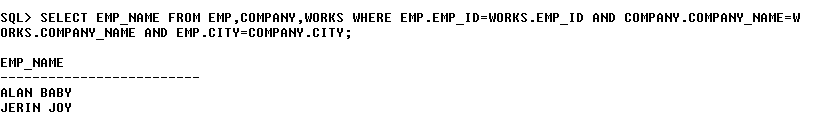 SQL> SELECT EMP_NAME FROM EMP,COMPANY,WORKS WHERE EMP.EMP_ID=WORKS.EMP_ID AND COMPANY.COMPANY_NAME=W
ORKS.COMPANY_NAME AND EMP.CITY=COMPANY.CITY;
EMP_NAME
-------------------------
ALAN BABY
JERIN JOY